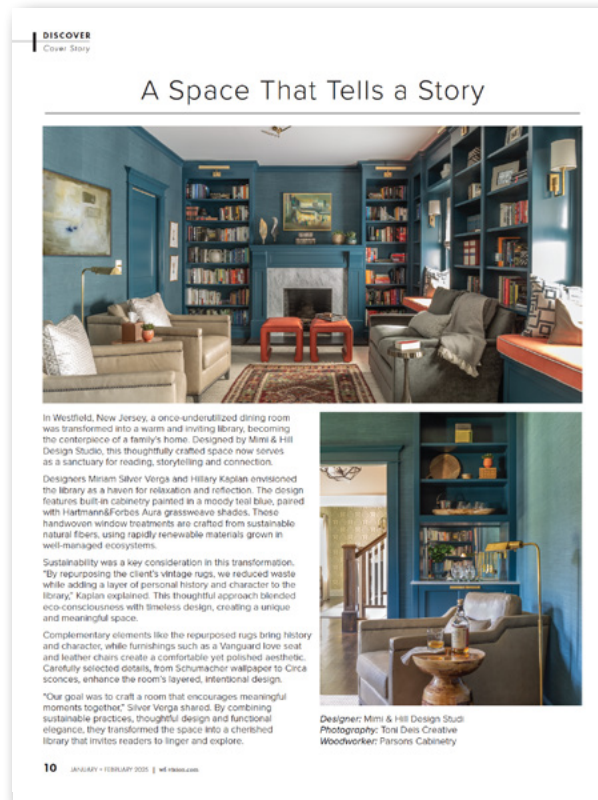 DISCOVER
Cover Story
A Space That Tells a Story
In Westfield, New Jersey, a once-underutilized dining room
was transformed into a warm and inviting library, becoming
the centerpiece of a family's home. Designed by Mimi & Hill
Design Studio, this thoughtfully crafted space now serves
as a sanctuary for reading, storytelling and connection.
Designers Miriam Silver Verga and Hillary Kaplan envisioned
the library as a haven for relaxation and reflection. The design
features built-in cabinetry painted in a moody teal blue, paired
with Hartmann&Forbes Aura grassweave shades. These
handwoven window treatments are crafted from sustainable
natural fibers, using rapidly renewable materials grown in
well-managed ecosystems.
Sustainability was a key consideration in this transformation.
"By repurposing the client's vintage rugs, we reduced waste
while adding a layer of personal history and character to the
library," Kaplan explained. This thoughtful approach blended
eco-consciousness with timeless design, creating a unique
and meaningful space.
Complementary elements like the repurposed rugs bring history
and character, while furnishings such as a Vanguard love seat
and leather chairs create a comfortable yet polished aesthetic.
Carefully selected details, from Schumacher wallpaper to Circa
sconces, enhance the room's layered, intentional design.
"Our goal was to craft a room that encourages meaningful
moments together," Silver Verga shared. By combining
sustainable practices, thoughtful design and functional
elegance, they transformed the space into a cherished
library that invites readers to linger and explore.
Designer: Mimi & Hill Design Studi
Photography: Toni Deis Creative
Woodworker: Parsons Cabinetry
10 JANUARY + FEBRUARY 2025 | wf-vision.com